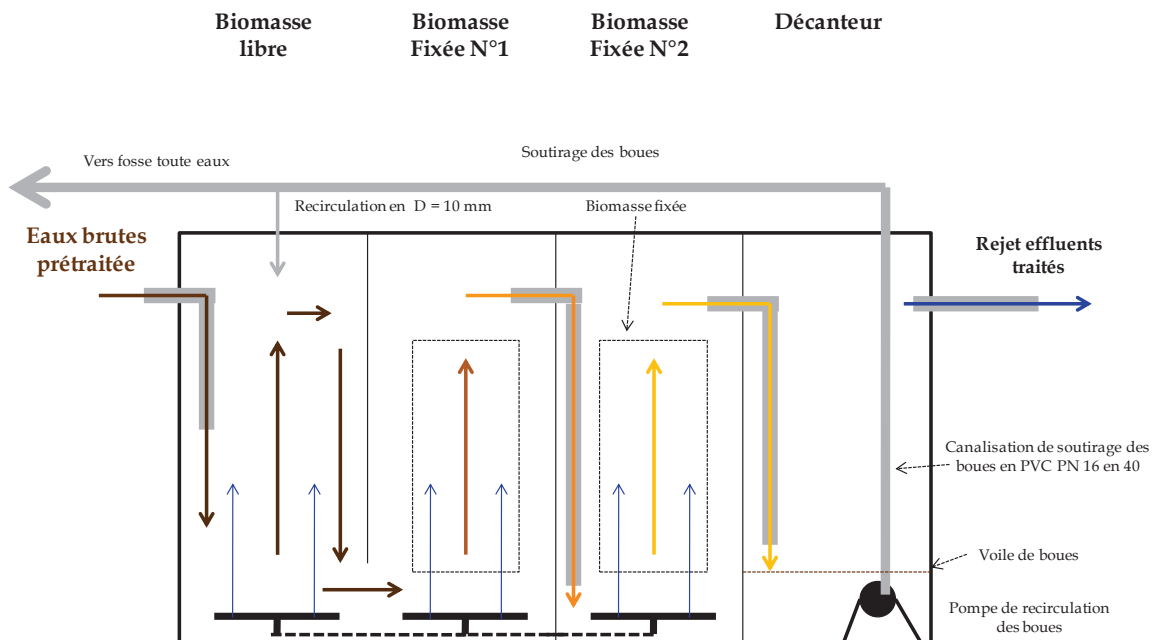 Biomasse
libre
Biomasse
Fixée N°1
Biomasse
Fixée N°2
Décanteur
Vers fosse toute eaux
Soutirage des boues
Recirculation en D = 10 mm
Biomasse fixée
Eaux brutes
prétraitée
Rejet effluents
traités
Canalisation de soutirage des
boues en PVC PN 16 en 40
Voile de boues
Pompe de recirculation
des boues